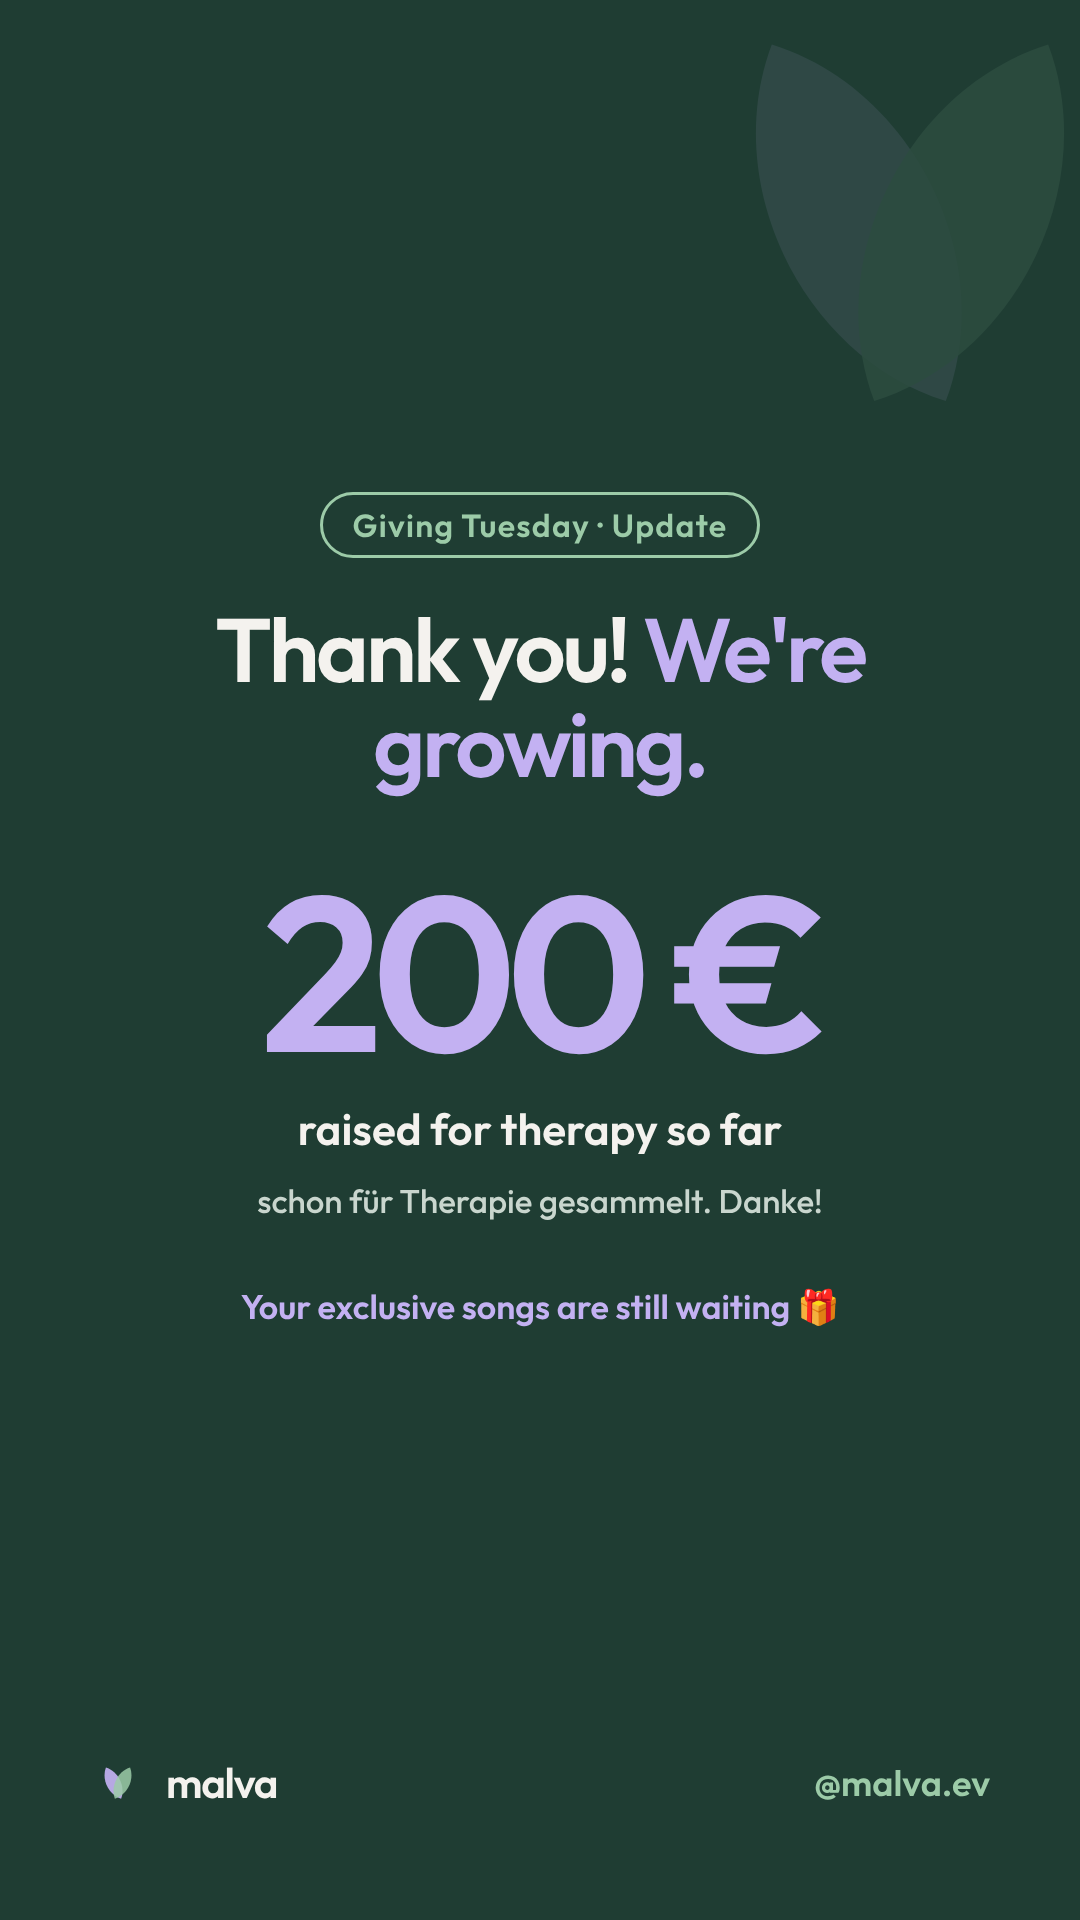 Giving Tuesday · Update
Thank you! We're
growing.
200 €
raised for therapy so far
schon für Therapie gesammelt. Danke!
Your exclusive songs are still waiting 🎁
malva
@malva.ev